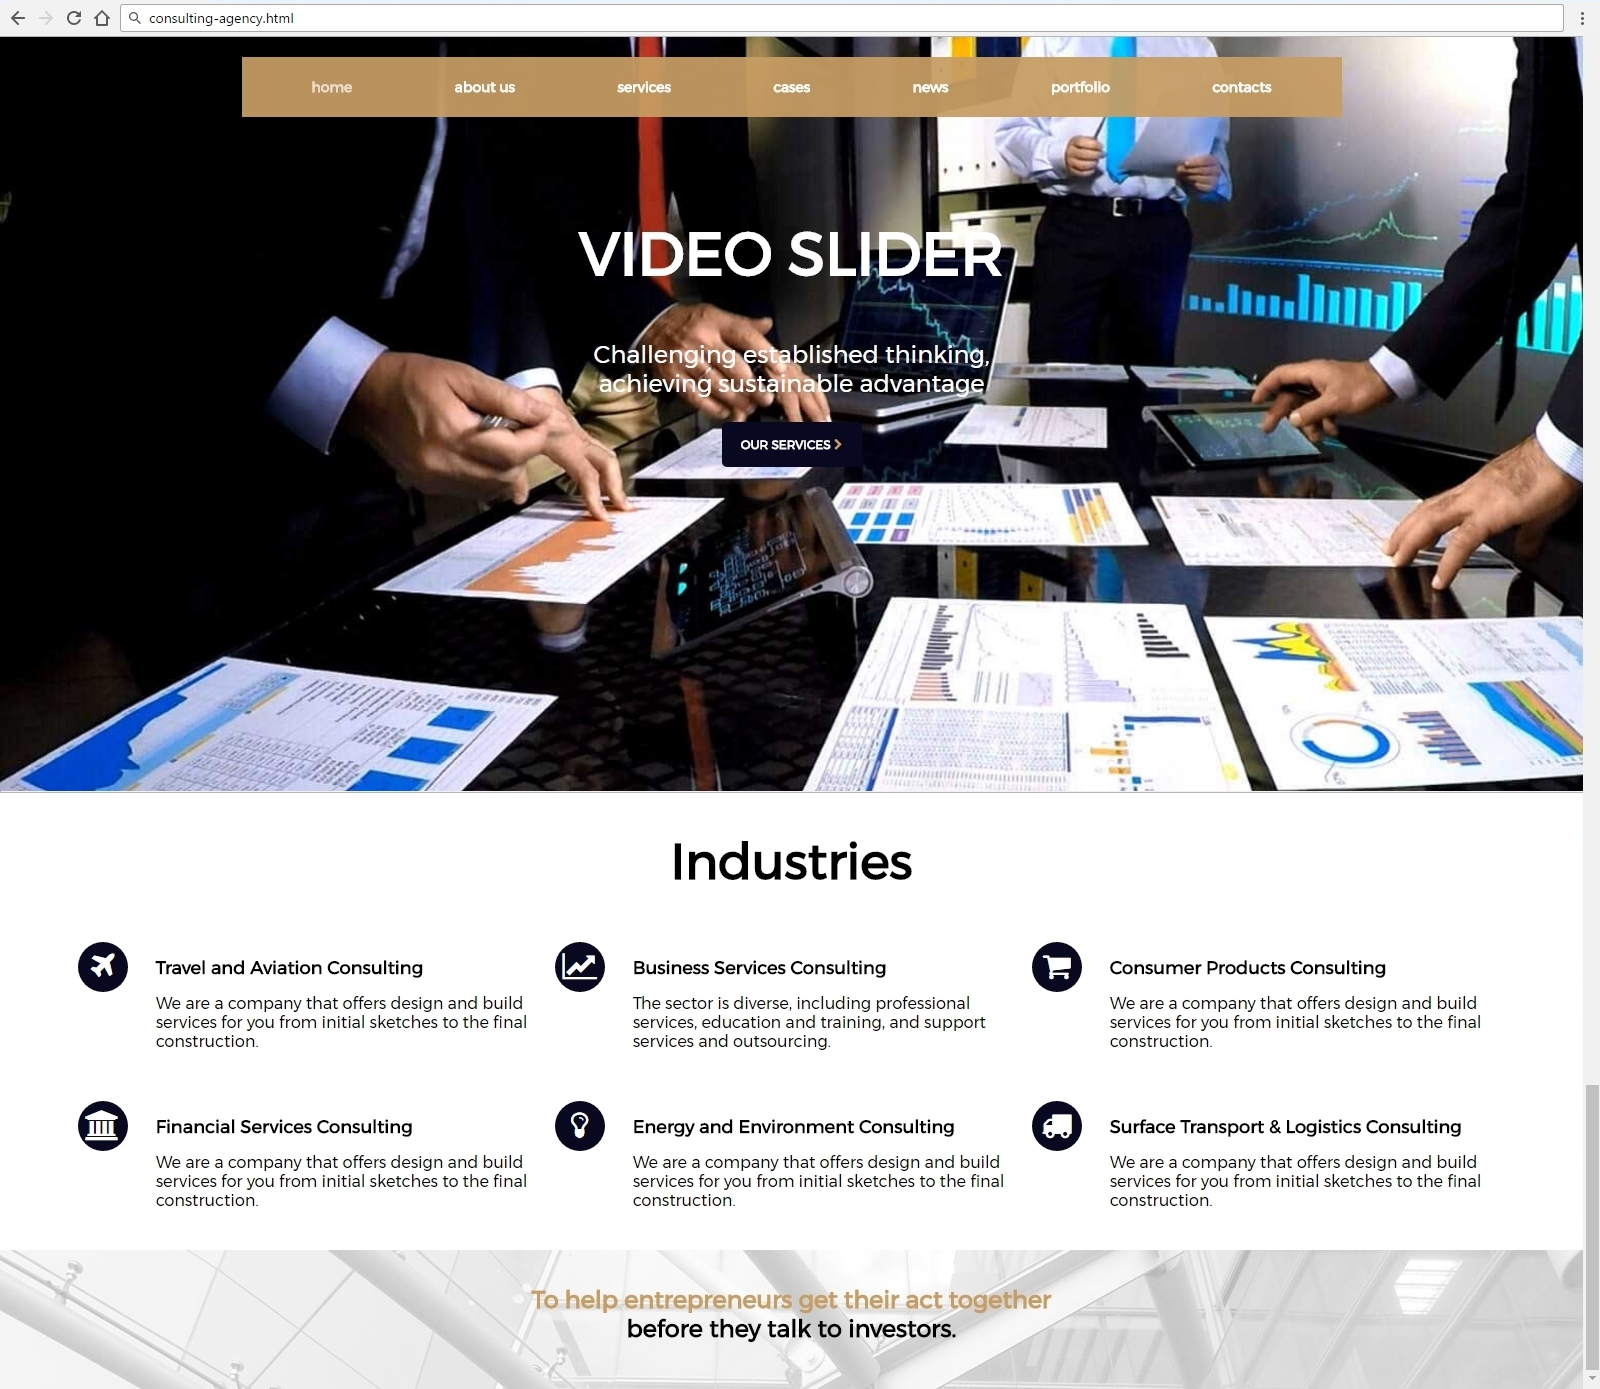 consulting-agency.html
home about us services cases news portfolio contacts
VIDEO SLIDER
Challenging established thinking,
achieving sustainable advantage
OUR SERVICES
Industries
Travel and Aviation Consulting
We are a company that offers design and build
services for you from initial sketches to the final
construction.
Business Services Consulting
The sector is diverse, including professional
services, education and training, and support
services and outsourcing.
Consumer Products Consulting
We are a company that offers design and build
services for you from initial sketches to the final
construction.
Financial Services Consulting
We are a company that offers design and build
services for you from initial sketches to the final
construction.
Energy and Environment Consulting
We are a company that offers design and build
services for you from initial sketches to the final
construction.
Surface Transport & Logistics Consulting
We are a company that offers design and build
services for you from initial sketches to the final
construction.
To help entrepreneurs get their act together
before they talk to investors.